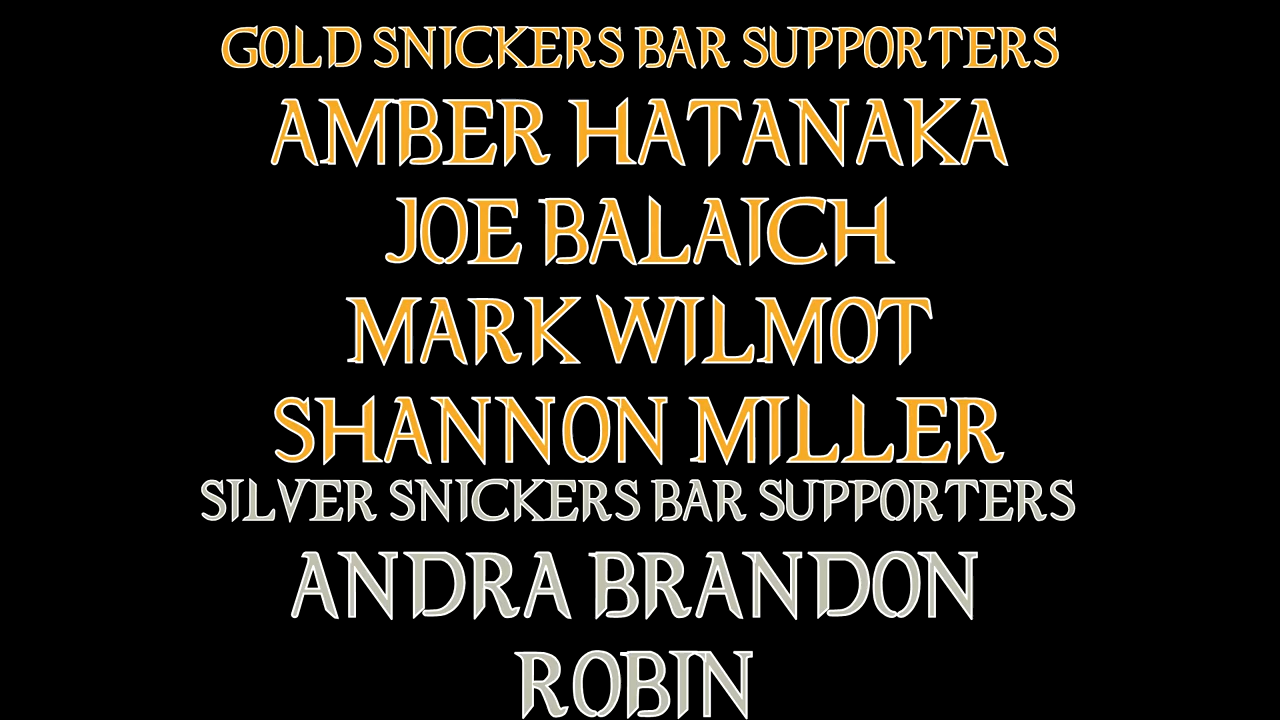 GOLD SNICKERS BAR SUPPORTERS
AMBER HATANAKA
JOE BALAICH
MARK WILMOT
SHANNON MILLER
SILVER SNICKERS BAR SUPPORTERS
ANDRA BRANDON
ROBIN